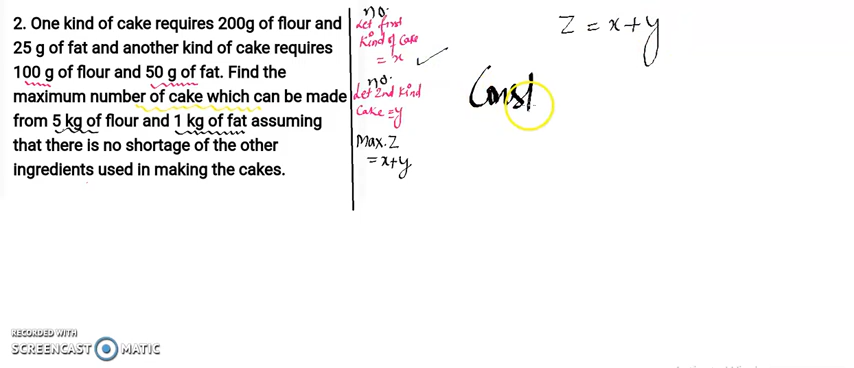 2. One kind of cake requires 200g of flour and
25 g of fat and another kind of cake requires
100 g of flour and 50 g of fat. Find the
maximum number of cake which can be made
from 5 kg of flour and 1 kg of fat assuming
that there is no shortage of the other
ingredients used in making the cakes.
no.
Let first
kind of cake
= x
no.
Let 2nd kind
cake = y
Max. Z
= x+y
Z = x+y
Const
RECORDED WITH
SCREENCAST MATIC